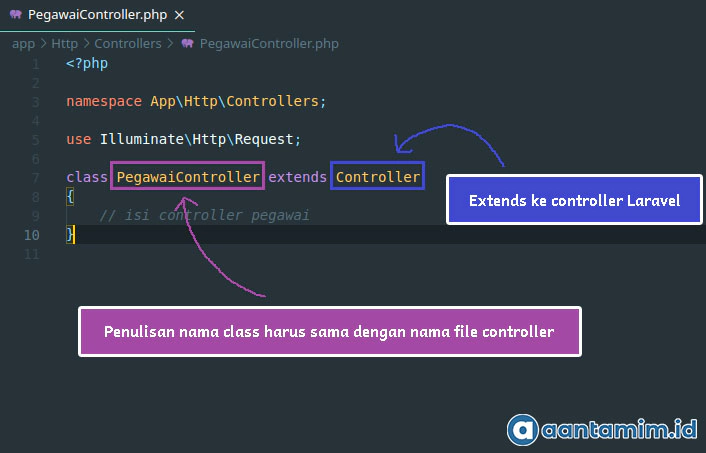 PegawaiController.php ×
app > Http > Controllers > PegawaiController.php
1 <?php
2
3 namespace App\Http\Controllers;
4
5 use Illuminate\Http\Request;
6
7 class PegawaiController extends Controller
8 {
9 // isi controller pegawai
10 }
11
Extends ke controller Laravel
Penulisan nama class harus sama dengan nama file controller
a aantamim.id